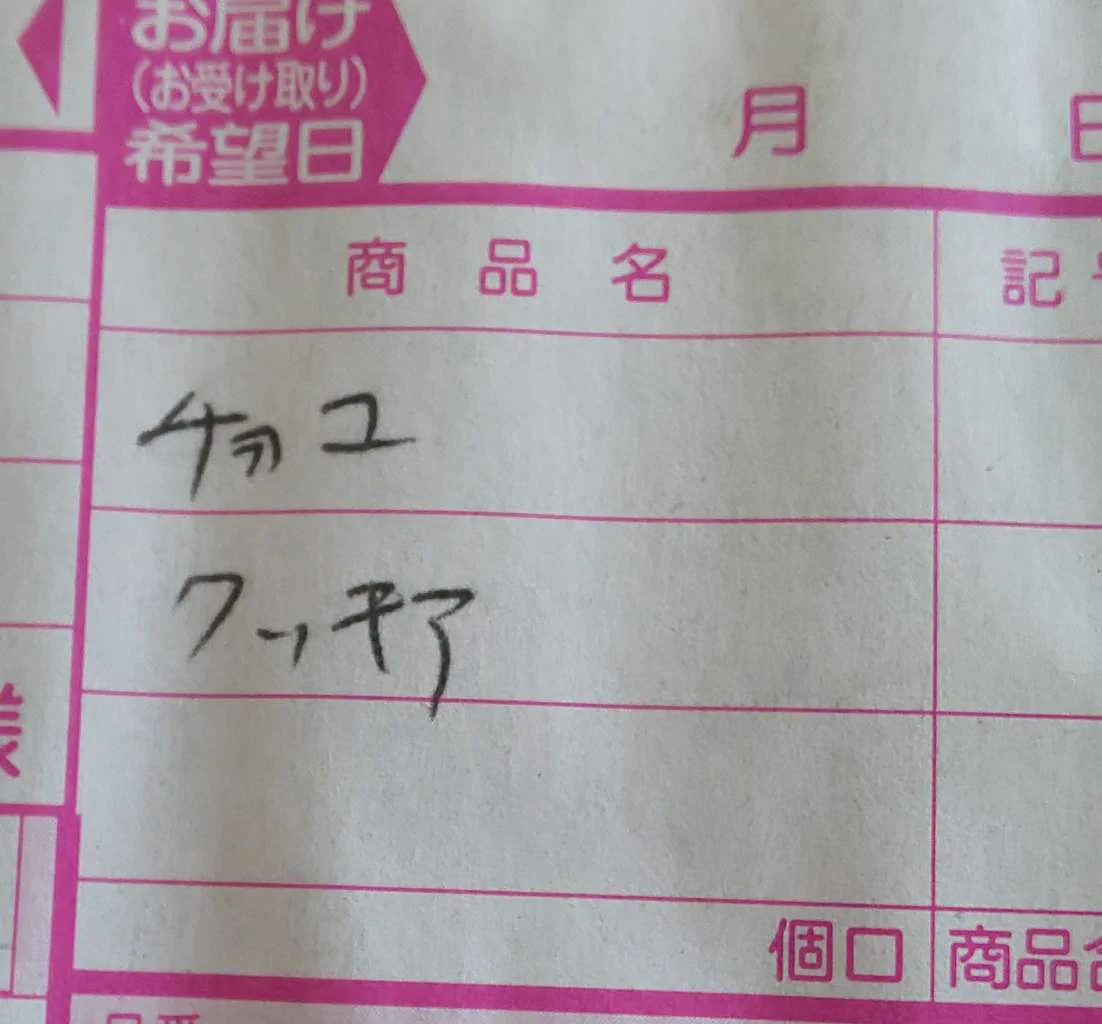 お届け
(お受け取り)
希望日
月 日
商品名 記
チョコ
クッキア
個口 商品